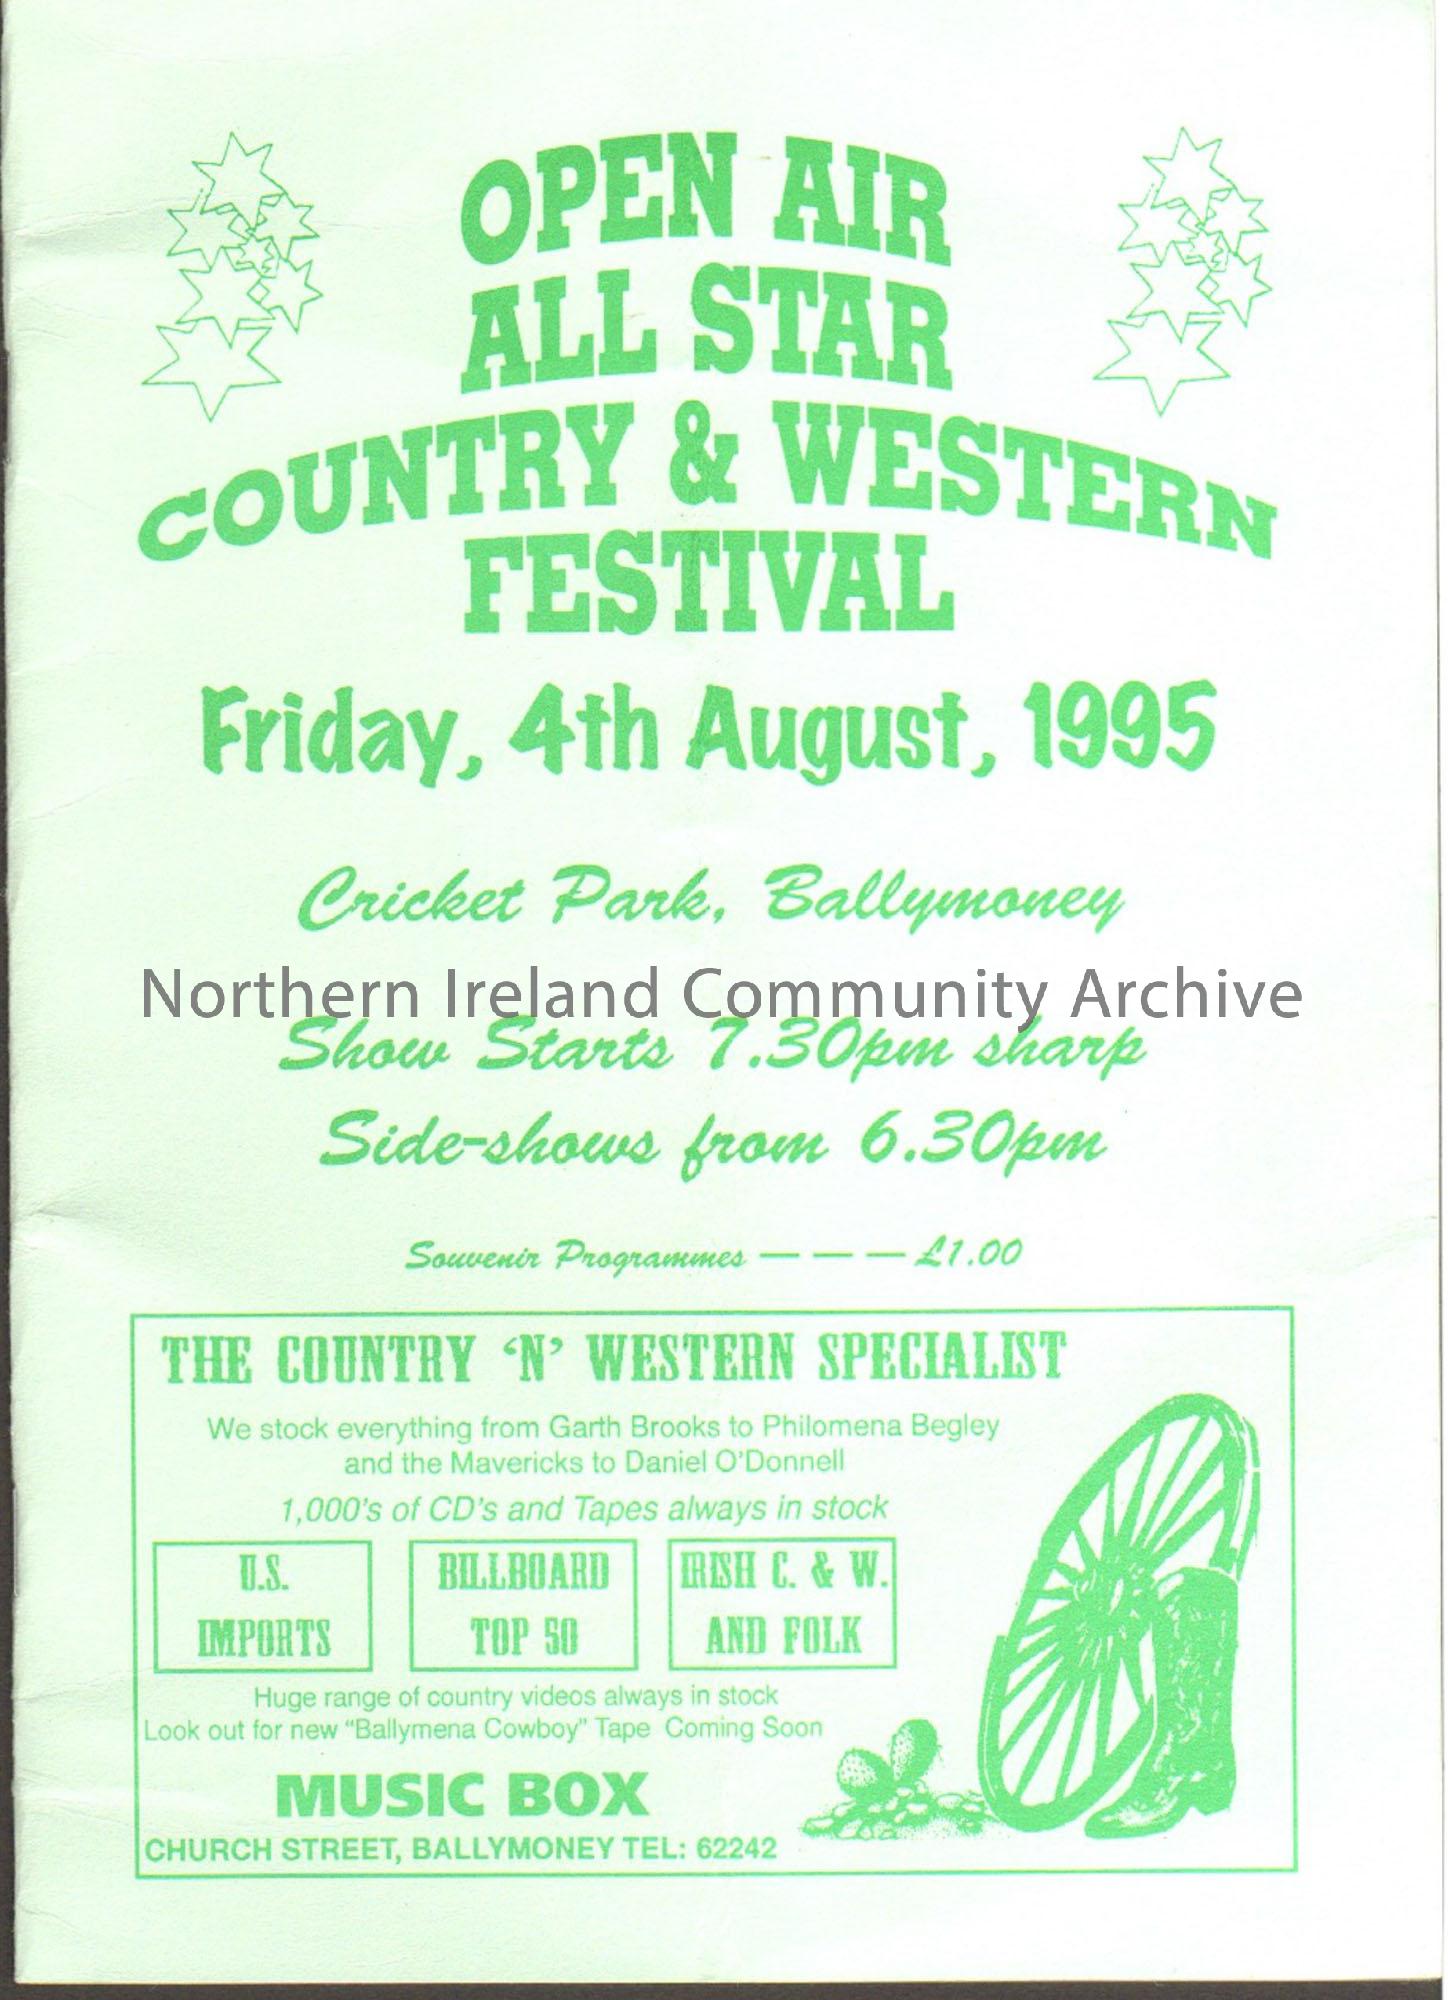 OPEN AIR
ALL STAR
COUNTRY & WESTERN
FESTIVAL
Friday, 4th August, 1995
Cricket Park, Ballymoney
Northern Ireland Community Archive
Show Starts 7.30pm sharp
Side-shows from 6.30pm
Souvenir Programmes — — — £1.00
THE COUNTRY ‘N’ WESTERN SPECIALIST
We stock everything from Garth Brooks to Philomena Begley
and the Mavericks to Daniel O'Donnell
1,000's of CD's and Tapes always in stock
U.S.
IMPORTS
BILLBOARD
TOP 50
IRISH C. & W.
AND FOLK
Huge range of country videos always in stock
Look out for new "Ballymena Cowboy" Tape Coming Soon
MUSIC BOX
CHURCH STREET, BALLYMONEY TEL: 62242